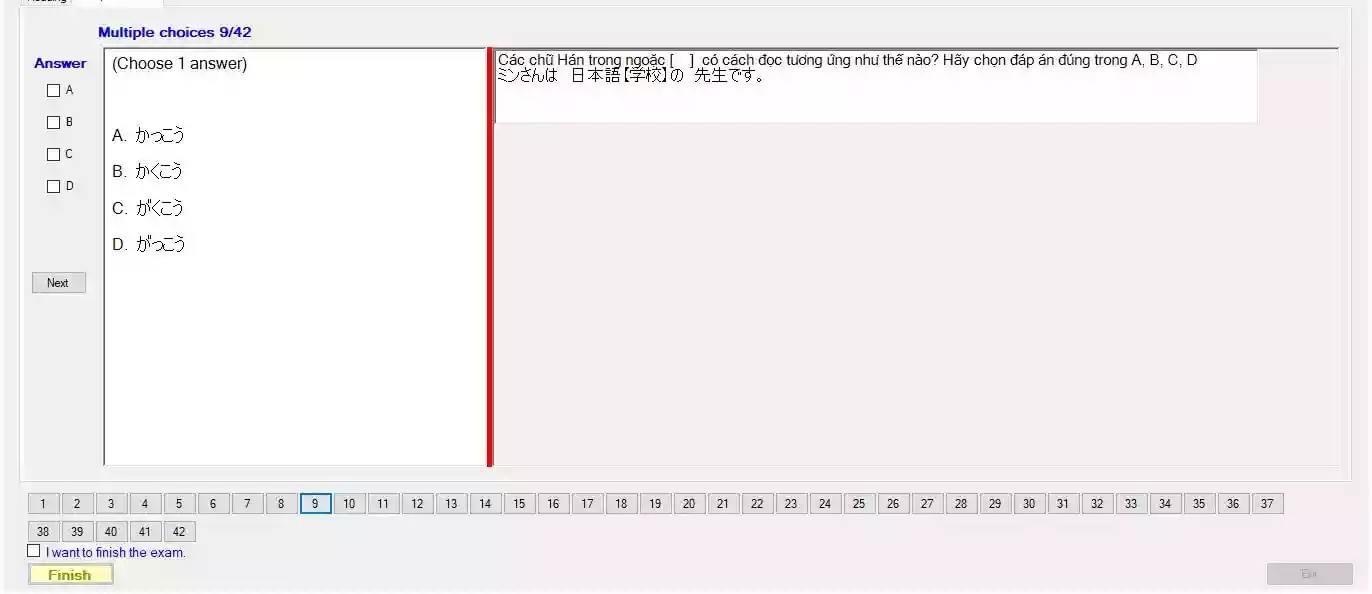 Multiple choices 9/42
Answer
A
B
C
D
Next
(Choose 1 answer)
A. かっこう
B. かくこう
C. がくこう
D. がっこう
Các chữ Hán trong ngoặc [ ] có cách đọc tương ứng như thế nào? Hãy chọn đáp án đúng trong A, B, C, D
ミンさんは 日本語【学校】の 先生です。
1 2 3 4 5 6 7 8 9 10 11 12 13 14 15 16 17 18 19 20 21 22 23 24 25 26 27 28 29 30 31 32 33 34 35 36 37
38 39 40 41 42
I want to finish the exam.
Finish